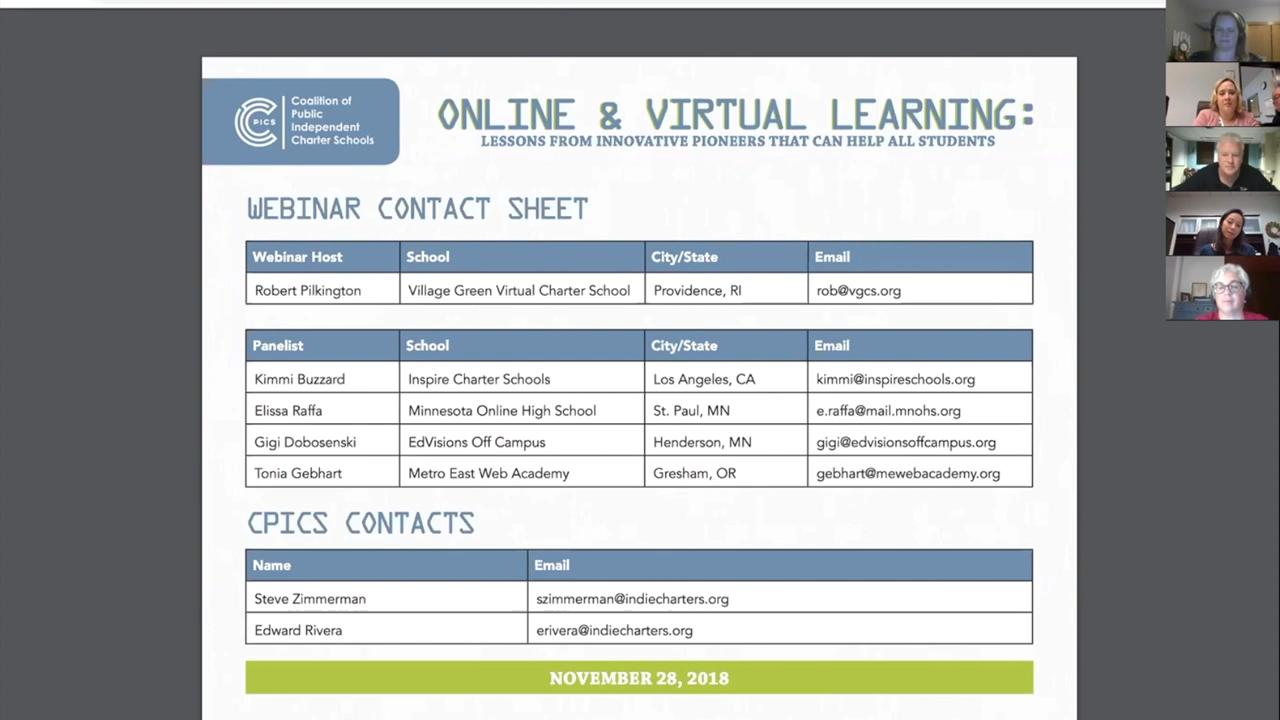 Coalition of
Public
Independent
Charter Schools
CPICS
ONLINE & VIRTUAL LEARNING:
LESSONS FROM INNOVATIVE PIONEERS THAT CAN HELP ALL STUDENTS
WEBINAR CONTACT SHEET
Webinar Host School City/State Email
Robert Pilkington Village Green Virtual Charter School Providence, RI rob@vgcs.org
Panelist School City/State Email
Kimmi Buzzard Inspire Charter Schools Los Angeles, CA kimmi@inspireschools.org
Elissa Raffa Minnesota Online High School St. Paul, MN e.raffa@mail.mnohs.org
Gigi Dobosenski EdVisions Off Campus Henderson, MN gigi@edvisionsoffcampus.org
Tonia Gebhart Metro East Web Academy Gresham, OR gebhart@mewebacademy.org
CPICS CONTACTS
Name Email
Steve Zimmerman szimmerman@indiecharters.org
Edward Rivera erivera@indiecharters.org
NOVEMBER 28, 2018